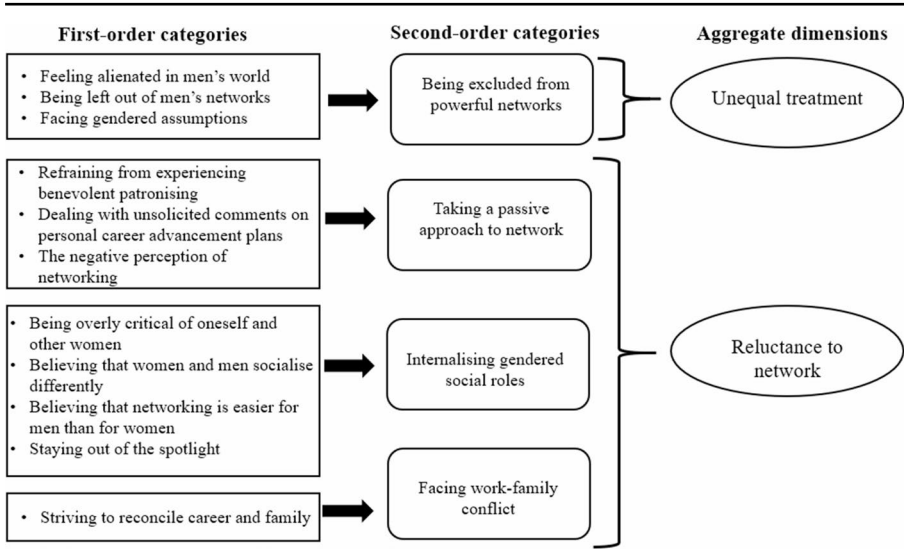 First-order categories
Second-order categories
Aggregate dimensions
• Feeling alienated in men's world
• Being left out of men's networks
• Facing gendered assumptions
Being excluded from
powerful networks
Unequal treatment
• Refraining from experiencing
benevolent patronising
• Dealing with unsolicited comments on
personal career advancement plans
• The negative perception of
networking
Taking a passive
approach to network
• Being overly critical of oneself and
other women
• Believing that women and men socialise
differently
• Believing that networking is easier for
men than for women
• Staying out of the spotlight
Internalising gendered
social roles
Reluctance to
network
• Striving to reconcile career and family
Facing work-family
conflict